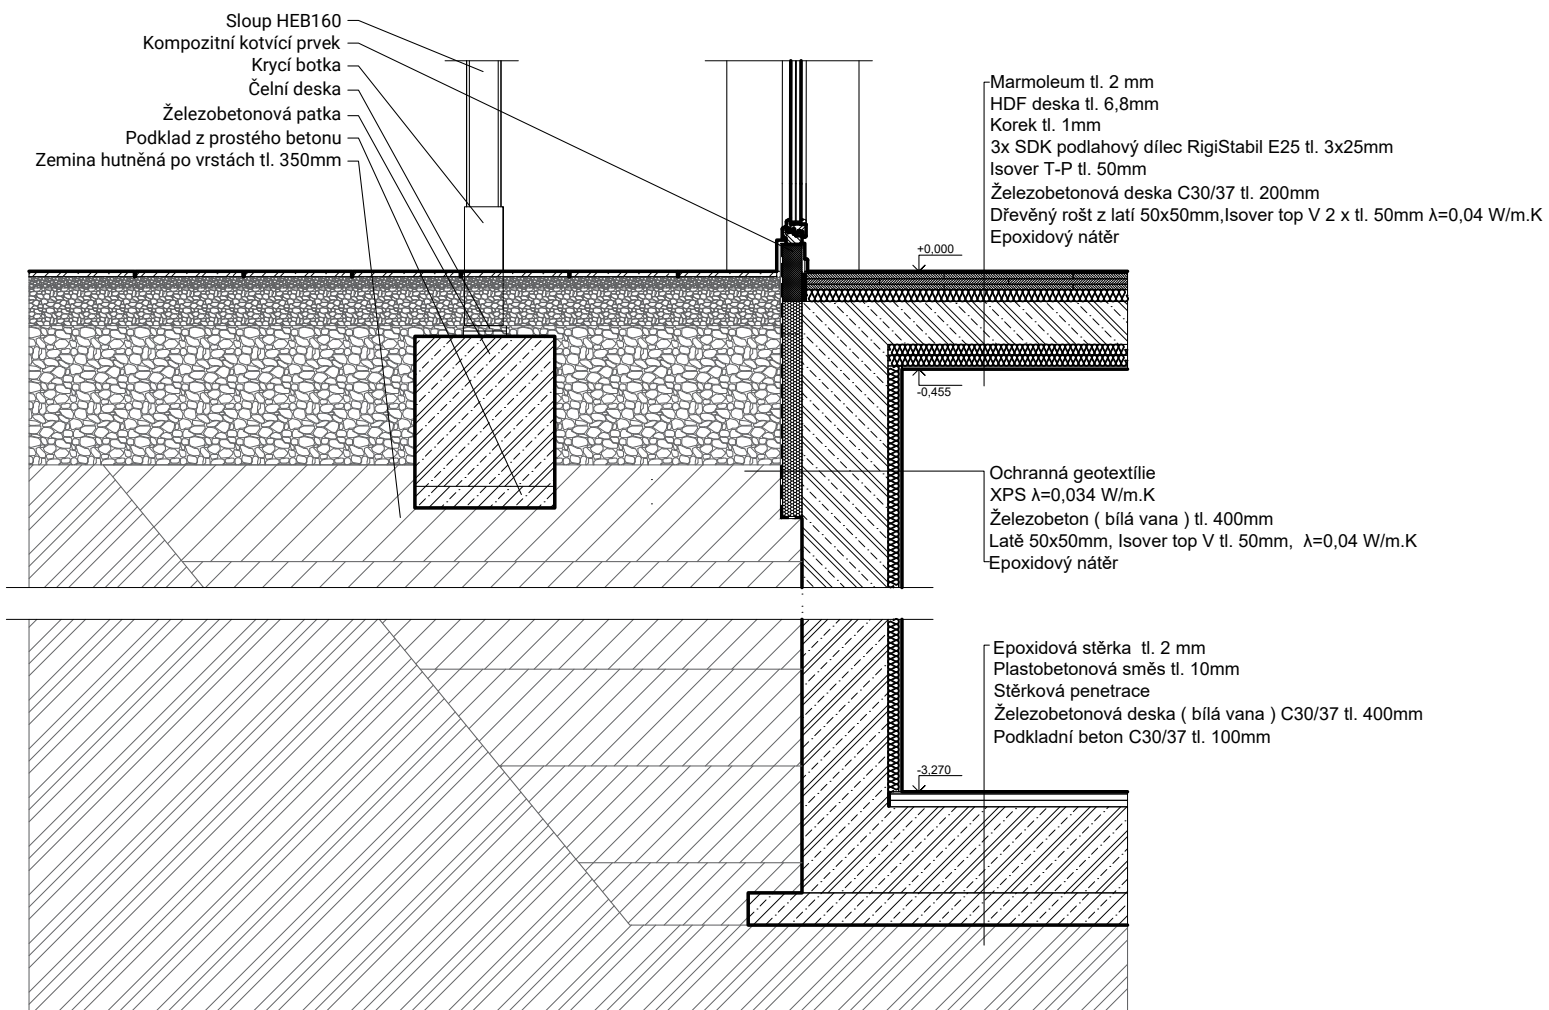 Sloup HEB160
Kompozitní kotvící prvek
Krycí botka
Čelní deska
Železobetonová patka
Podklad z prostého betonu
Zemina hutněná po vrstách tl. 350mm
Marmoleum tl. 2 mm
HDF deska tl. 6,8mm
Korek tl. 1mm
3x SDK podlahový dílec RigiStabil E25 tl. 3x25mm
Isover T-P tl. 50mm
Železobetonová deska C30/37 tl. 200mm
Dřevěný rošt z latí 50x50mm,Isover top V 2 x tl. 50mm λ=0,04 W/m.K
Epoxidový nátěr
+0,000
-0,455
Ochranná geotextílie
XPS λ=0,034 W/m.K
Železobeton ( bílá vana ) tl. 400mm
Latě 50x50mm, Isover top V tl. 50mm, λ=0,04 W/m.K
Epoxidový nátěr
Epoxidová stěrka tl. 2 mm
Plastobetonová směs tl. 10mm
Stěrková penetrace
Železobetonová deska ( bílá vana ) C30/37 tl. 400mm
Podkladní beton C30/37 tl. 100mm
-3,270